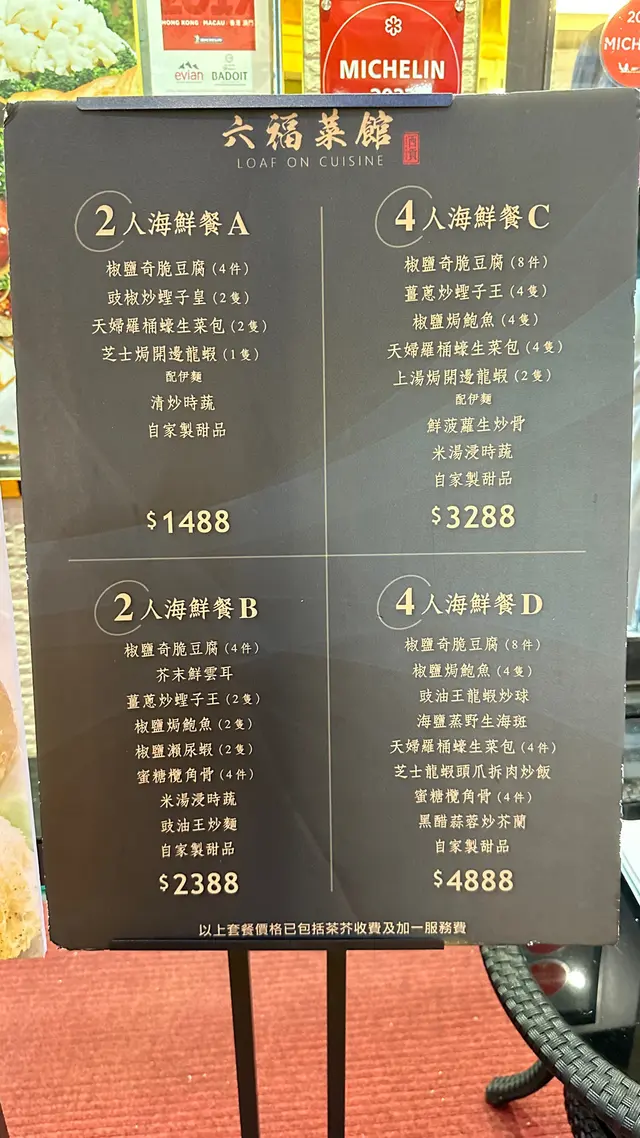 HONG KONG MACAU 香港 澳門
evian
BADOIT
MICHELIN
MICH
六福菜館
LOAF ON CUISINE
2人海鮮餐A
椒鹽奇脆豆腐(4件)
豉椒炒蟶子皇(2隻)
天婦羅桶蠔生菜包(2隻)
芝士焗開邊龍蝦(1隻)
配伊麵
清炒時蔬
自家製甜品
$1488
4人海鮮餐C
椒鹽奇脆豆腐(8件)
薑蔥炒蟶子王(4隻)
椒鹽焗鮑魚(4隻)
天婦羅桶蠔生菜包(4隻)
上湯焗開邊龍蝦(2隻)
配伊麵
鮮菠蘿生炒骨
米湯浸時蔬
自家製甜品
$3288
2人海鮮餐B
椒鹽奇脆豆腐(4件)
芥末鮮雲耳
薑蔥炒蟶子王(2隻)
椒鹽焗鮑魚(2隻)
椒鹽瀨尿蝦(2隻)
蜜糖欖角骨(4件)
米湯浸時蔬
豉油王炒麵
自家製甜品
$2388
4人海鮮餐D
椒鹽奇脆豆腐(8件)
椒鹽焗鮑魚(4隻)
豉油王龍蝦炒球
海鹽蒸野生海斑
天婦羅桶蠔生菜包(4件)
芝士龍蝦頭爪拆肉炒飯
蜜糖欖角骨(4件)
黑醋蒜蓉炒芥蘭
自家製甜品
$4888
以上套餐價格已包括茶芥收費及加一服務費